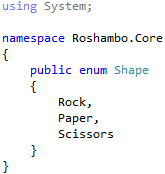 using System;
namespace Roshambo.Core
{
    public enum Shape
    {
        Rock,
        Paper,
        Scissors
    }
}